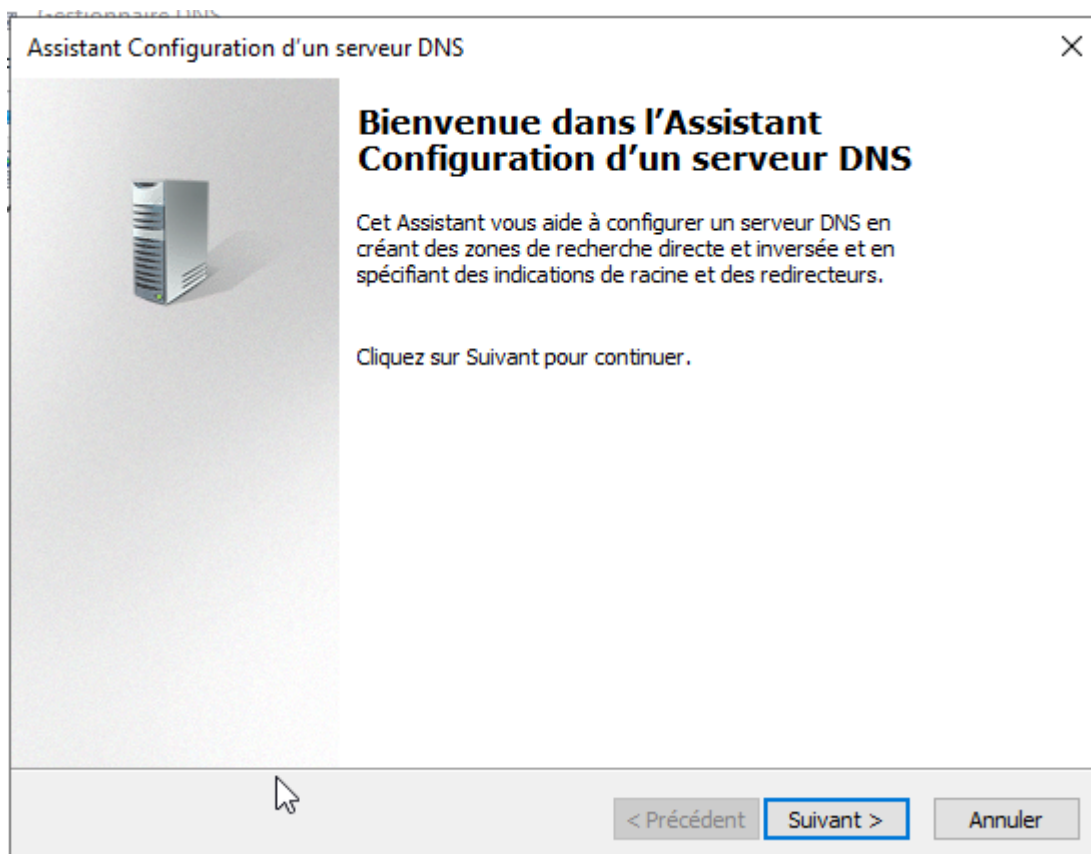 Gestionnaire DNS
Assistant Configuration d'un serveur DNS
Bienvenue dans l’Assistant
Configuration d’un serveur DNS
Cet Assistant vous aide à configurer un serveur DNS en
créant des zones de recherche directe et inversée et en
spécifiant des indications de racine et des redirecteurs.
Cliquez sur Suivant pour continuer.
< Précédent
Suivant >
Annuler